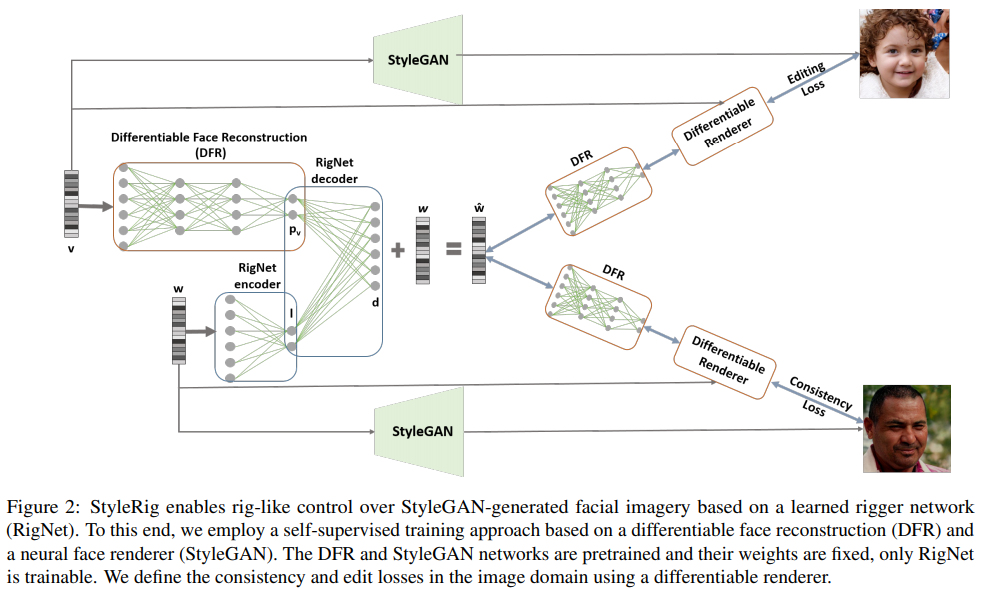 StyleGAN
Editing
Loss
Differentiable
Renderer
Differentiable Face Reconstruction
(DFR)
RigNet
decoder
DFR
v
pv
w
ŵ
+
=
RigNet
encoder
w
l
d
DFR
Differentiable
Renderer
Consistency
Loss
StyleGAN
Figure 2: StyleRig enables rig-like control over StyleGAN-generated facial imagery based on a learned rigger network
(RigNet). To this end, we employ a self-supervised training approach based on a differentiable face reconstruction (DFR) and
a neural face renderer (StyleGAN). The DFR and StyleGAN networks are pretrained and their weights are fixed, only RigNet
is trainable. We define the consistency and edit losses in the image domain using a differentiable renderer.